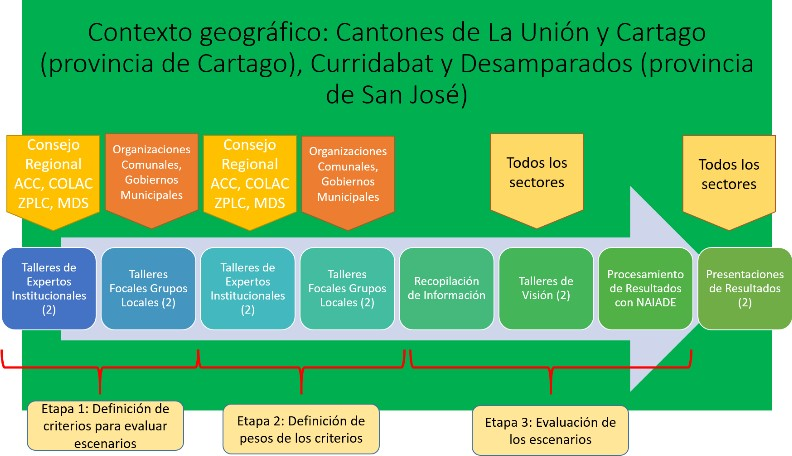 Contexto geográfico: Cantones de La Unión y Cartago
(provincia de Cartago), Curridabat y Desamparados (provincia
de San José)
Consejo
Regional
ACC, COLAC
ZPLC, MDS
Organizaciones
Comunales,
Gobiernos
Municipales
Consejo
Regional
ACC, COLAC
ZPLC, MDS
Organizaciones
Comunales,
Gobiernos
Municipales
Todos los
sectores
Todos los
sectores
Talleres de
Expertos
Institucionales
(2)
Talleres
Focales Grupos
Locales (2)
Talleres de
Expertos
Institucionales
(2)
Talleres
Focales Grupos
Locales (2)
Recopilación
de Información
Talleres de
Visión (2)
Procesamiento
de Resultados
con NAIADE
Presentaciones
de Resultados
(2)
Etapa 1: Definición de
criterios para evaluar
escenarios
Etapa 2: Definición de
pesos de los criterios
Etapa 3: Evaluación de
los escenarios